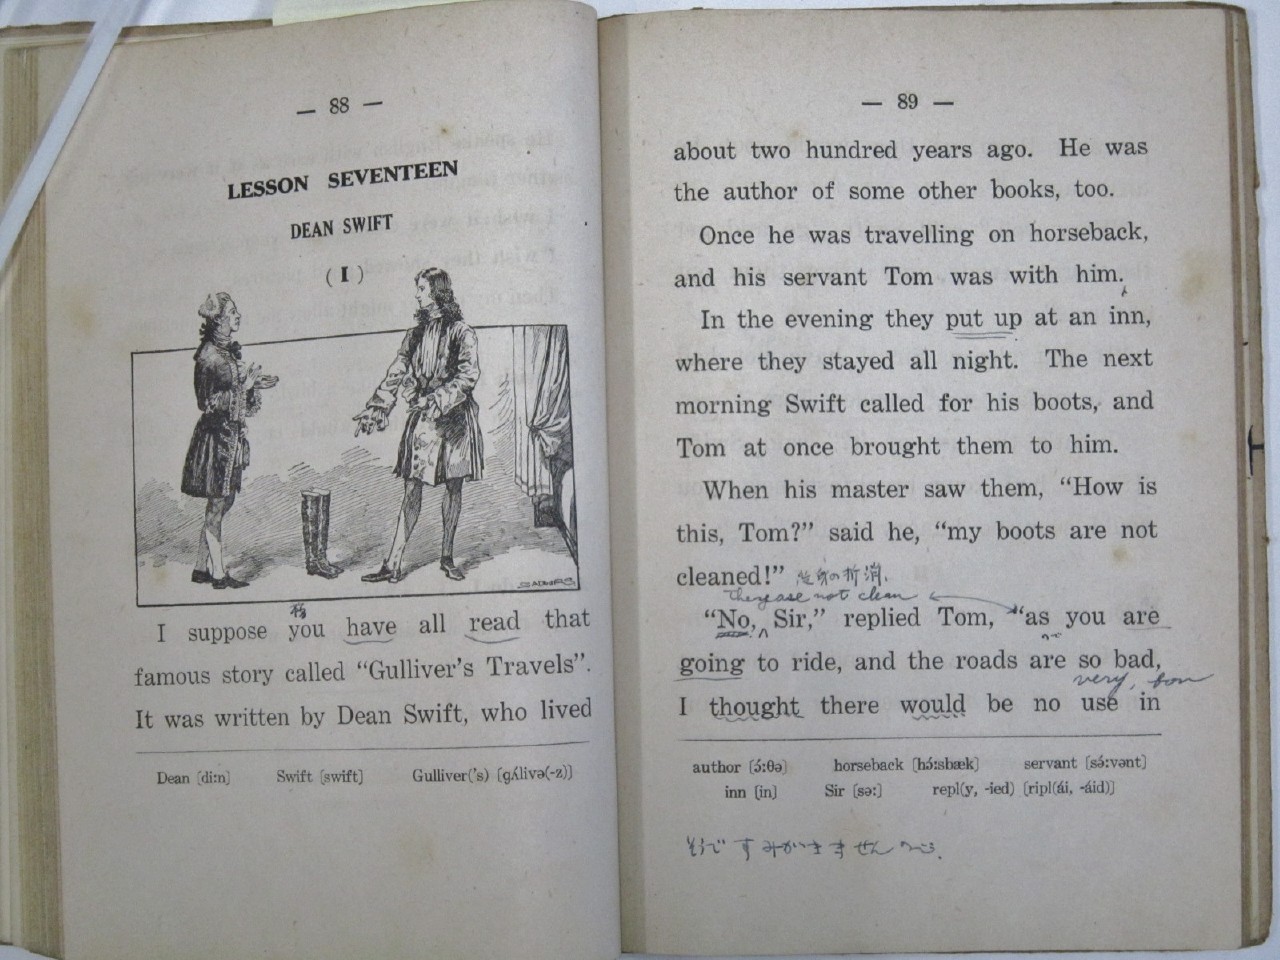 — 88 —
LESSON SEVENTEEN
DEAN SWIFT
( I )
I suppose you have all read that
famous story called “Gulliver’s Travels”.
It was written by Dean Swift, who lived
Dean [di:n] Swift [swift] Gulliver(’s) [gʌ́livə(-z)]
— 89 —
about two hundred years ago. He was
the author of some other books, too.
Once he was travelling on horseback,
and his servant Tom was with him.
In the evening they put up at an inn,
where they stayed all night. The next
morning Swift called for his boots, and
Tom at once brought them to him.
When his master saw them, “How is
this, Tom?” said he, “my boots are not
cleaned!”
They are not clean
“No, Sir,” replied Tom, “as you are
going to ride, and the roads are so bad,
very
I thought there would be no use in
author [ɔ́:θə] horseback [hɔ́:sbæk] servant [sə́:vənt]
inn [in] Sir [sə:] repl(y, -ied) [ripl(ái, -áid)]